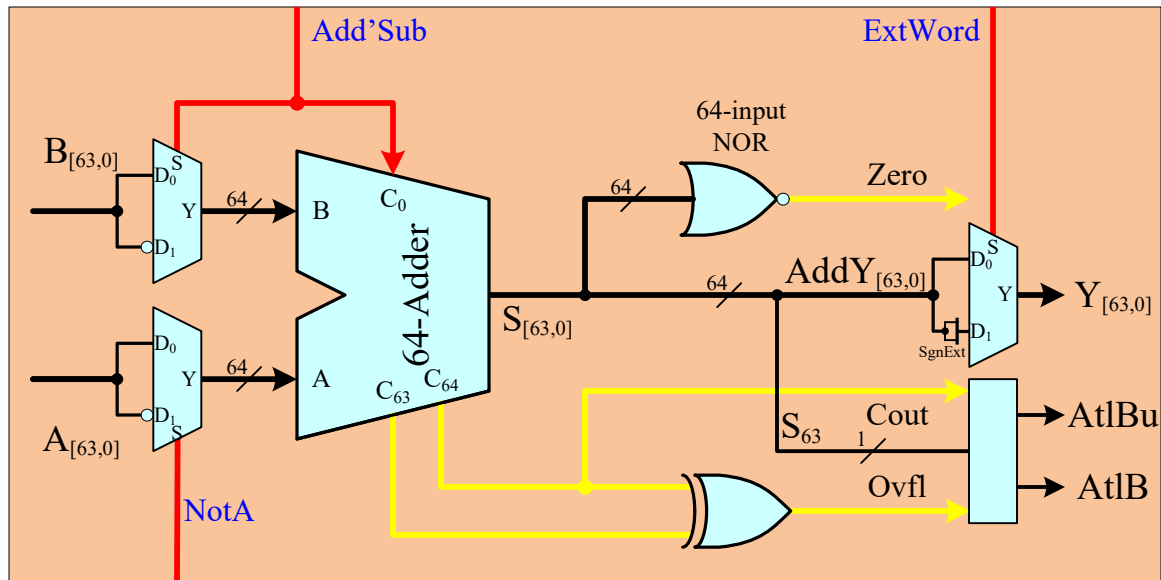 Add’Sub
ExtWord
64-input
NOR
B[63,0]
S
D0
Y
D1
64
B
C0
64-Adder
64
Zero
S
D0
Y
D1
SgnExt
AddY[63,0]
64
Y[63,0]
S[63,0]
D0
Y
D1
S
64
A
C63
C64
A[63,0]
S63
1
Cout
Ovfl
AtlBu
AtlB
NotA